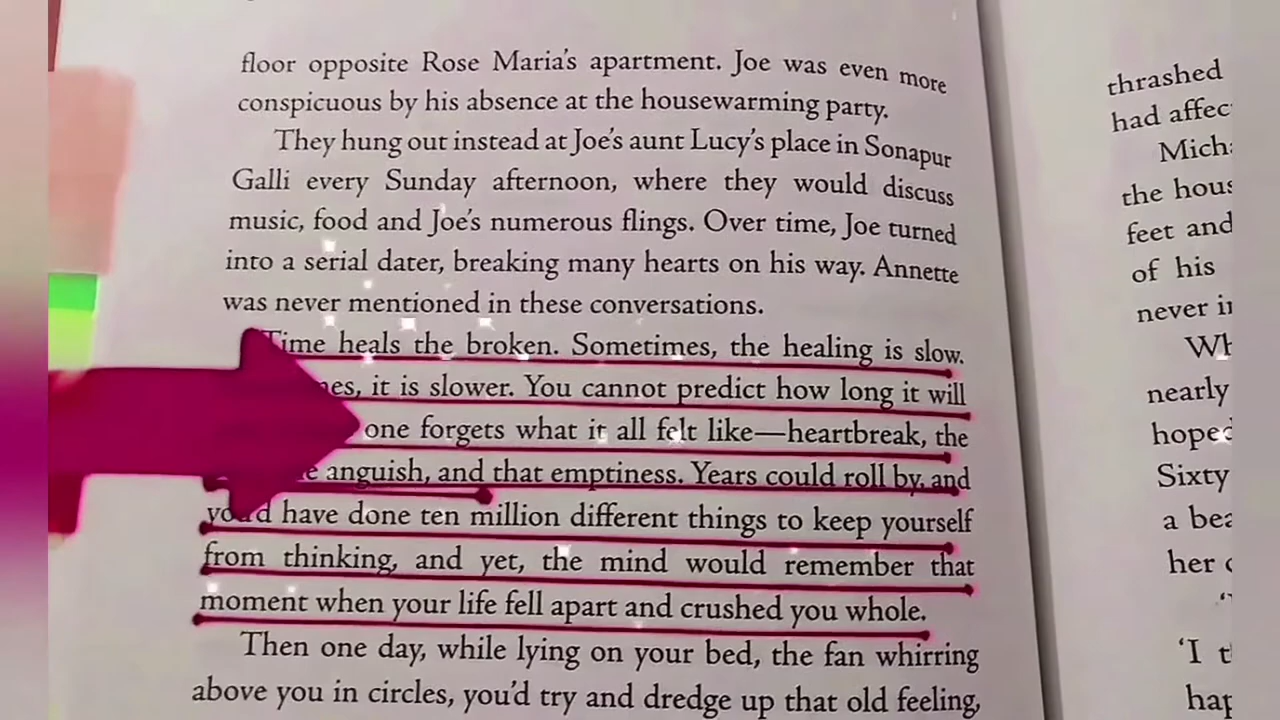 floor opposite Rose Maria's apartment. Joe was even more
conspicuous by his absence at the housewarming party.
They hung out instead at Joe's aunt Lucy's place in Sonapur
Galli every Sunday afternoon, where they would discuss
music, food and Joe's numerous flings. Over time, Joe turned
into a serial dater, breaking many hearts on his way. Annette
was never mentioned in these conversations.
Time heals the broken. Sometimes, the healing is slow.
it is slower. You cannot predict how long it will
one forgets what it all felt like—heartbreak, the
anguish, and that emptiness. Years could roll by, and
you'd have done ten million different things to keep yourself
from thinking, and yet, the mind would remember that
moment when your life fell apart and crushed you whole.
Then one day, while lying on your bed, the fan whirring
above you in circles, you'd try and dredge up that old feeling,
thrashed
had affec
Micha
the hous
feet and
of his
never in
Wh
nearly
hoped
Sixty
a bea
her
'I t
hap